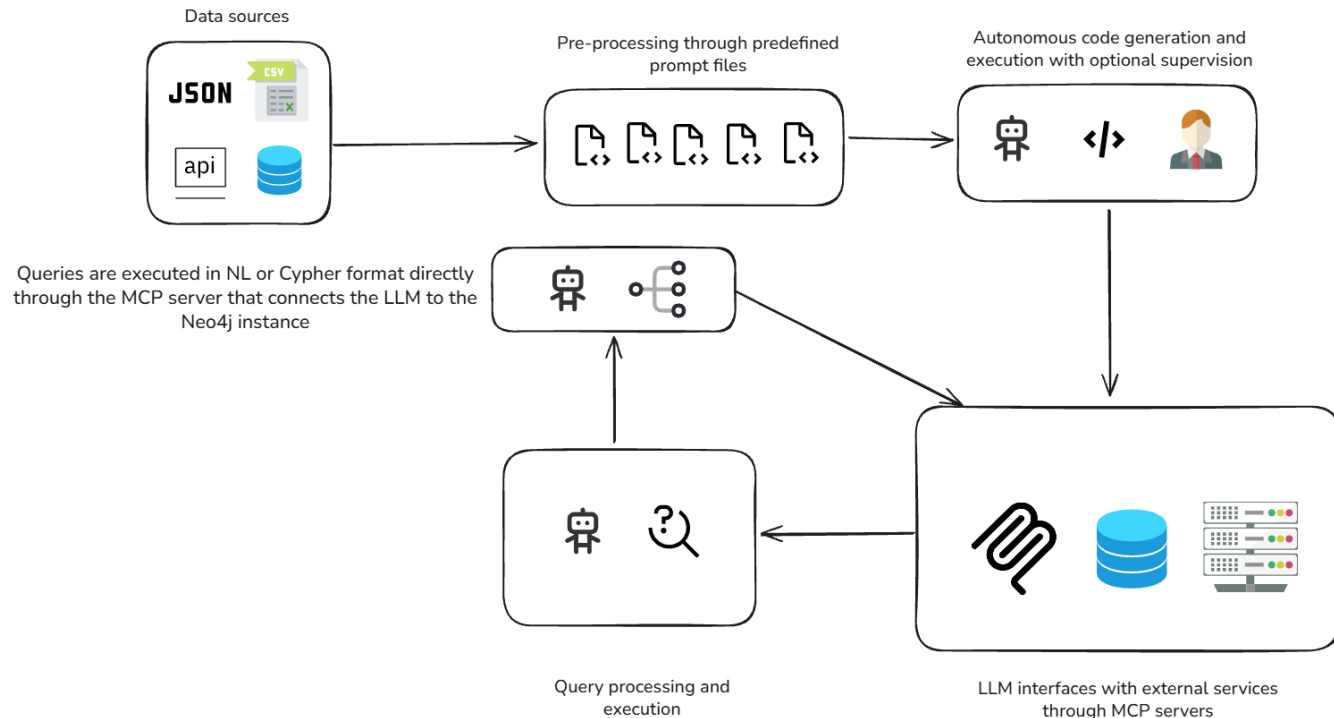 Data sources
JSON
CSV
api
Pre-processing through predefined
prompt files
Autonomous code generation and
execution with optional supervision
Queries are executed in NL or Cypher format directly
through the MCP server that connects the LLM to the
Neo4j instance
Query processing and
execution
LLM interfaces with external services
through MCP servers